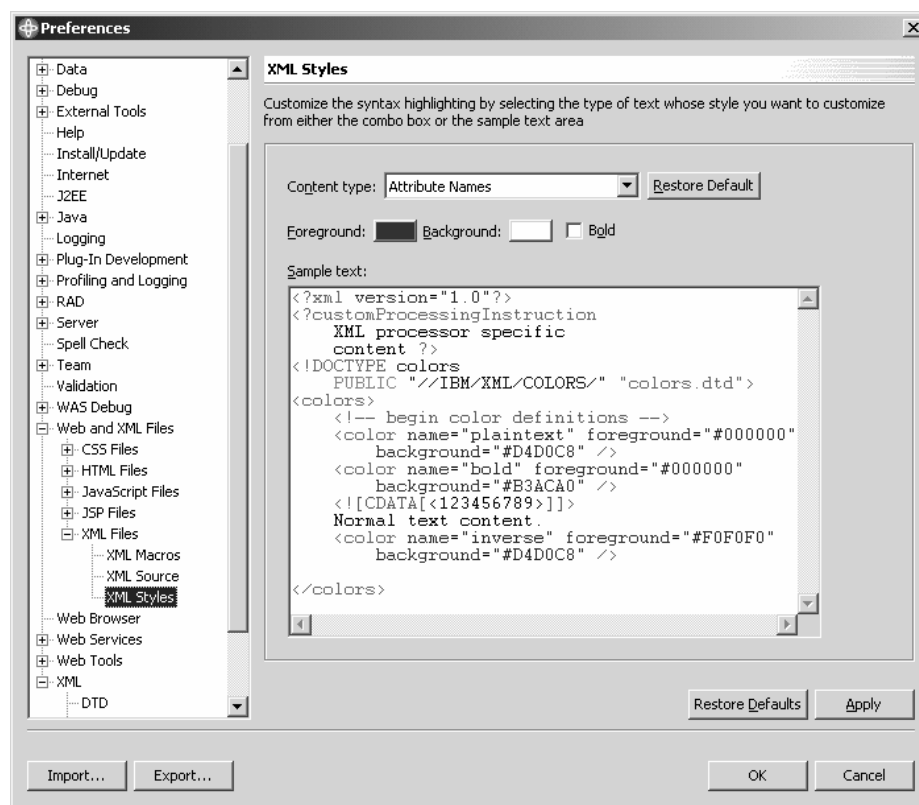 Preferences
Data
Debug
External Tools
Help
Install/Update
Internet
J2EE
Java
Logging
Plug-In Development
Profiling and Logging
RAD
Server
Spell Check
Team
Validation
WAS Debug
Web and XML Files
CSS Files
HTML Files
JavaScript Files
JSP Files
XML Files
XML Macros
XML Source
XML Styles
Web Browser
Web Services
Web Tools
XML
DTD
XML Styles
Customize the syntax highlighting by selecting the type of text whose style you want to customize
from either the combo box or the sample text area
Content type: Attribute Names Restore Default
Foreground: Background: Bold
Sample text:
<?xml version="1.0"?>
<?customProcessingInstruction
    XML processor specific
    content ?>
<!DOCTYPE colors
    PUBLIC "//IBM/XML/COLORS/" "colors.dtd">
<colors>
    <!-- begin color definitions -->
    <color name="plaintext" foreground="#000000"
        background="#D4D0C8" />
    <color name="bold" foreground="#000000"
        background="#B3ACA0" />
    <![CDATA[<123456789>]]>
    Normal text content.
    <color name="inverse" foreground="#F0F0F0"
        background="#D4D0C8" />
</colors>
Restore Defaults Apply
Import... Export... OK Cancel